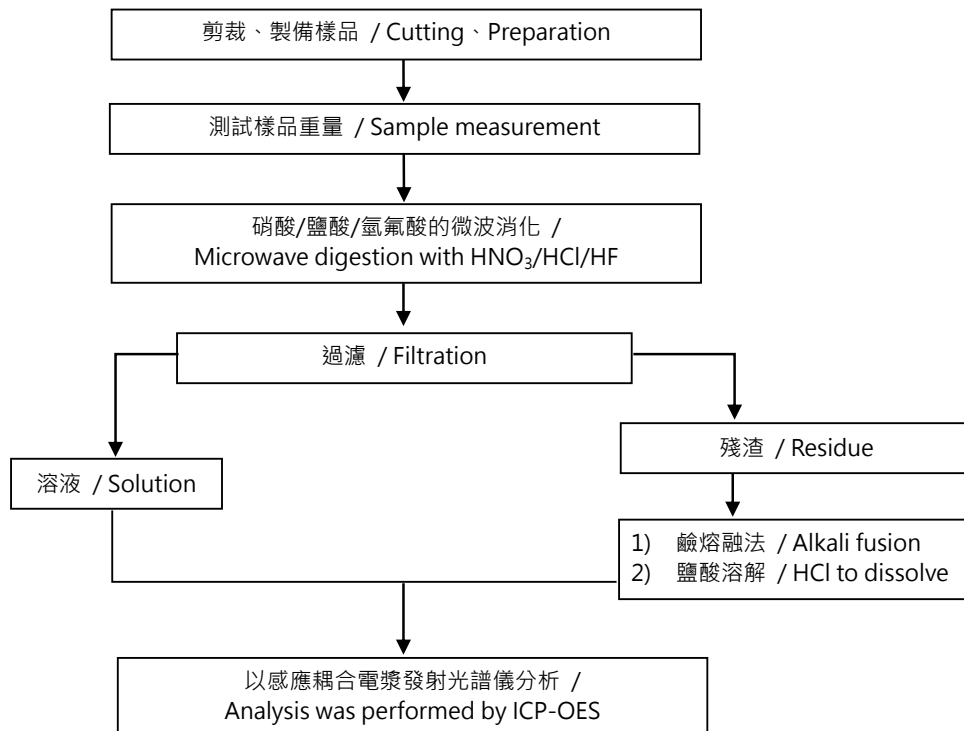 剪裁、製備樣品 / Cutting、Preparation
測試樣品重量 / Sample measurement
硝酸/鹽酸/氫氟酸的微波消化 /
Microwave digestion with HNO₃/HCl/HF
過濾 / Filtration
溶液 / Solution
殘渣 / Residue
1) 鹼熔融法 / Alkali fusion
2) 鹽酸溶解 / HCl to dissolve
以感應耦合電漿發射光譜儀分析 /
Analysis was performed by ICP-OES